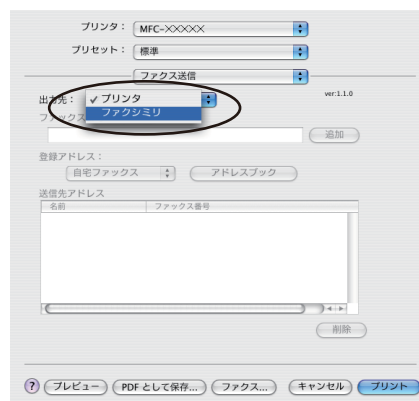 プリンタ： MFC-XXXXX
プリセット： 標準
ファクス送信
出力先： ✓プリンタ ver:1.1.0
ファクシミリ
ファックス
追加
登録アドレス：
自宅ファックス アドレスブック
送信先アドレス
名前 ファックス番号
削除
? プレビュー PDF として保存... ファクス... キャンセル プリント